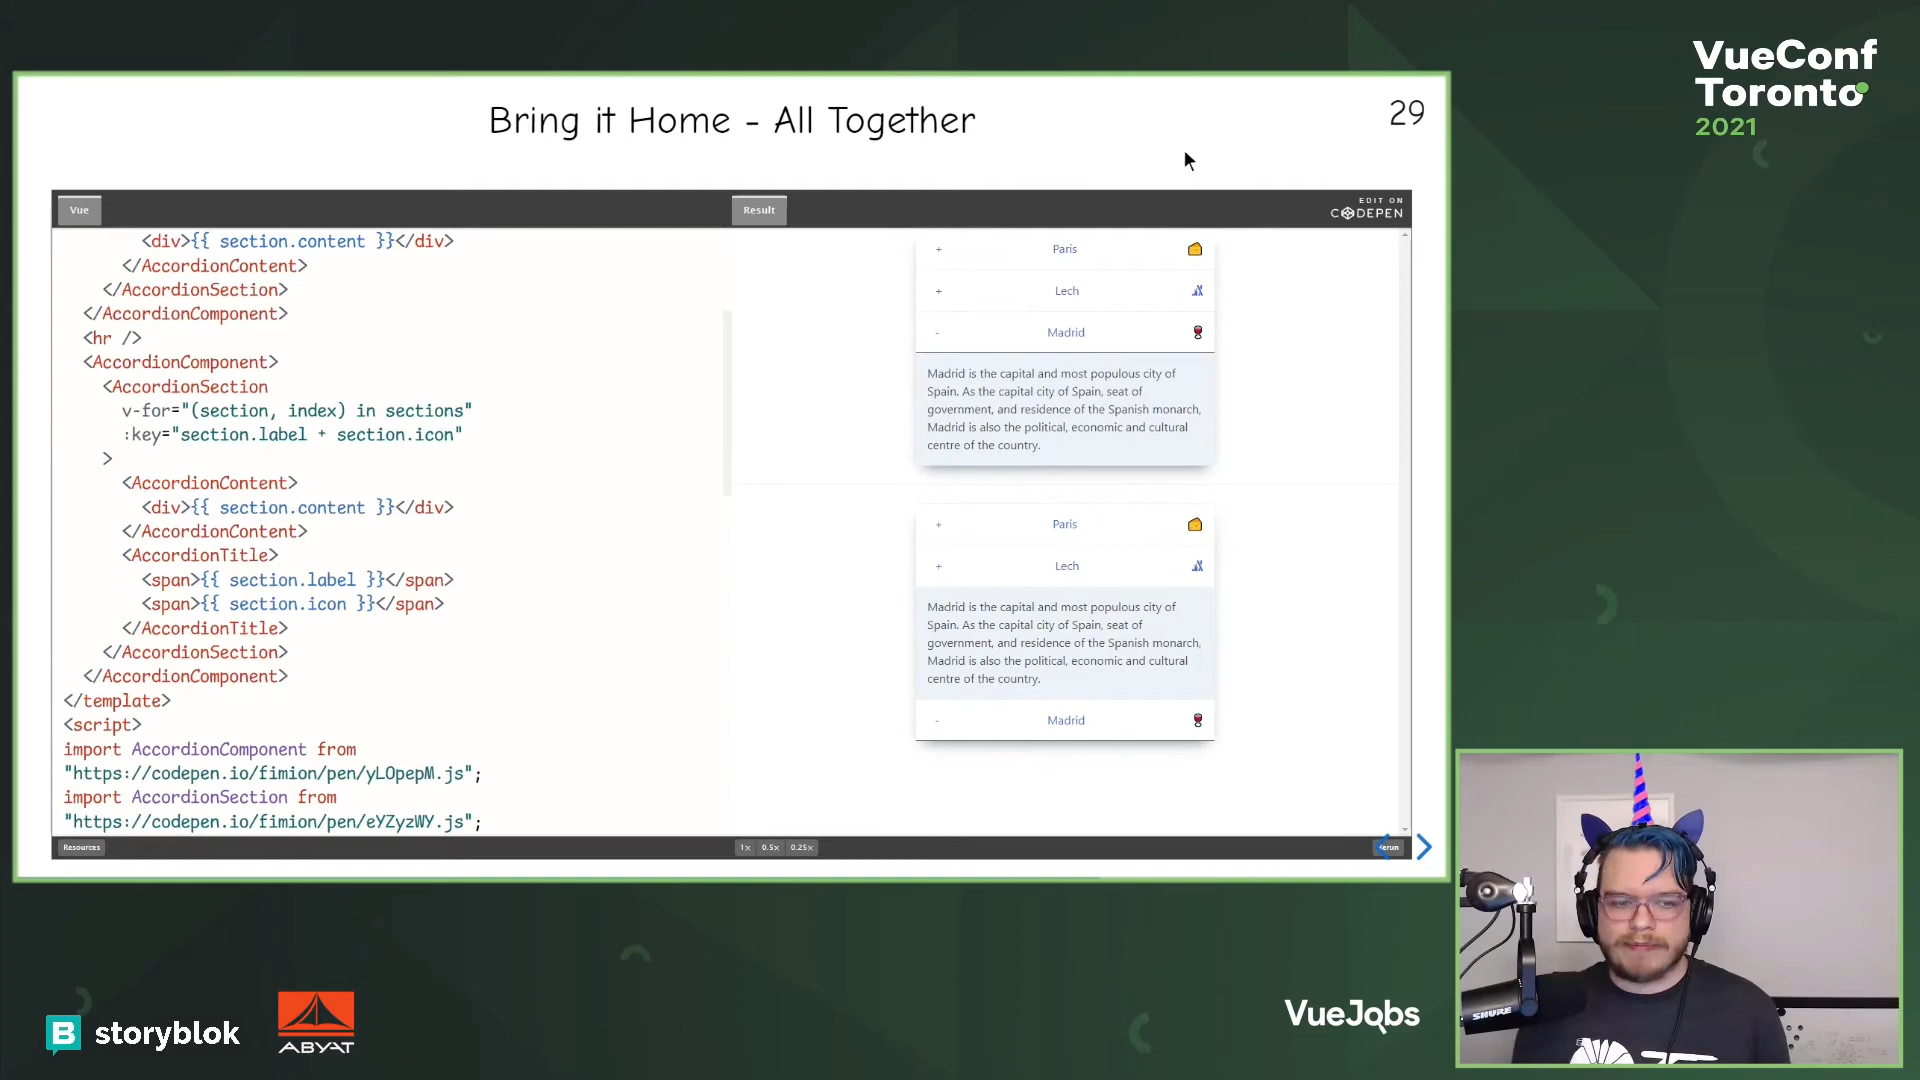 VueConf
Toronto
2021
Bring it Home - All Together
29
Vue
Result
EDIT ON
CODEPEN
<div>{{ section.content }}</div>
</AccordionContent>
</AccordionSection>
</AccordionComponent>
<hr />
<AccordionComponent>
<AccordionSection
v-for="(section, index) in sections"
:key="section.label + section.icon"
>
<AccordionContent>
<div>{{ section.content }}</div>
</AccordionContent>
<AccordionTitle>
<span>{{ section.label }}</span>
<span>{{ section.icon }}</span>
</AccordionTitle>
</AccordionSection>
</AccordionComponent>
</template>
<script>
import AccordionComponent from
"https://codepen.io/fimion/pen/yLOpepM.js";
import AccordionSection from
"https://codepen.io/fimion/pen/eYZyzWY.js";
+ Paris
+ Lech
- Madrid
Madrid is the capital and most populous city of
Spain. As the capital city of Spain, seat of
government, and residence of the Spanish monarch,
Madrid is also the political, economic and cultural
centre of the country.
+ Paris
+ Lech
Madrid is the capital and most populous city of
Spain. As the capital city of Spain, seat of
government, and residence of the Spanish monarch,
Madrid is also the political, economic and cultural
centre of the country.
- Madrid
Resources
1x 0.5x 0.25x
SHURE
B storyblok
ABYAT
VueJobs